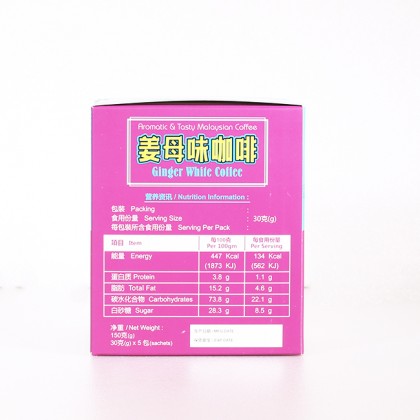 Aromatic & Tasty Malaysian Coffee
姜母味咖啡
Ginger White Coffee
营养资讯 / Nutrition Information :
包装 Packing :
食用份量 Serving Size : 30克(g)
每包装所含食用份量 Serving Per Pack :
项目 Item 每100克 每食用份量
Per 100gm Per Serving
能量 Energy 447 Kcal 134 Kcal
(1873 KJ) (562 KJ)
蛋白质 Protein 3.8 g 1.1 g
脂肪 Total Fat 15.2 g 4.6 g
碳水化合物 Carbohydrates 73.8 g 22.1 g
白砂糖 Sugar 28.3 g 8.5 g
净重 / Net Weight :
150克(g)
30克(g) x 5 包(sachets)